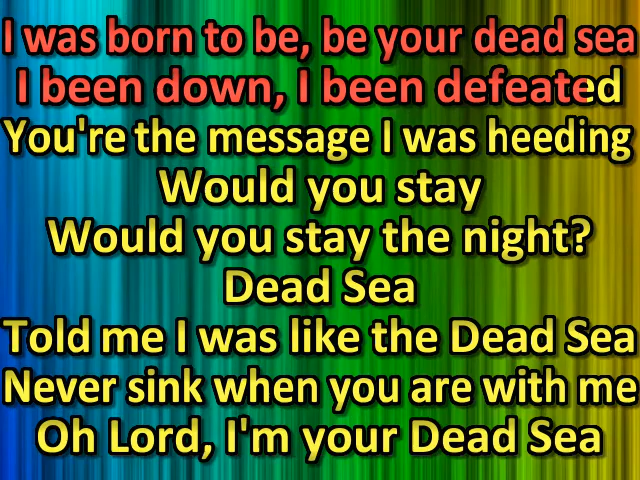 I was born to be, be your dead sea
I been down, I been defeated
You're the message I was heeding
Would you stay
Would you stay the night?
Dead Sea
Told me I was like the Dead Sea
Never sink when you are with me
Oh Lord, I'm your Dead Sea